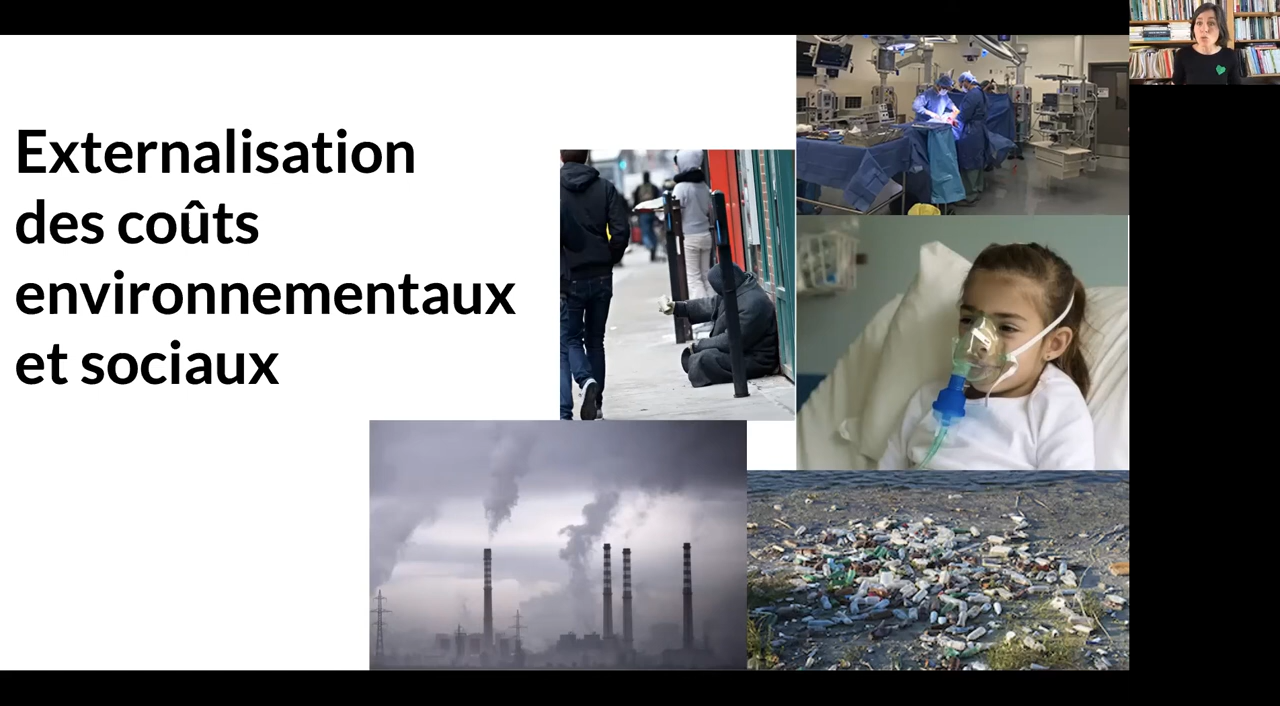 Externalisation
des coûts
environnementaux
et sociaux